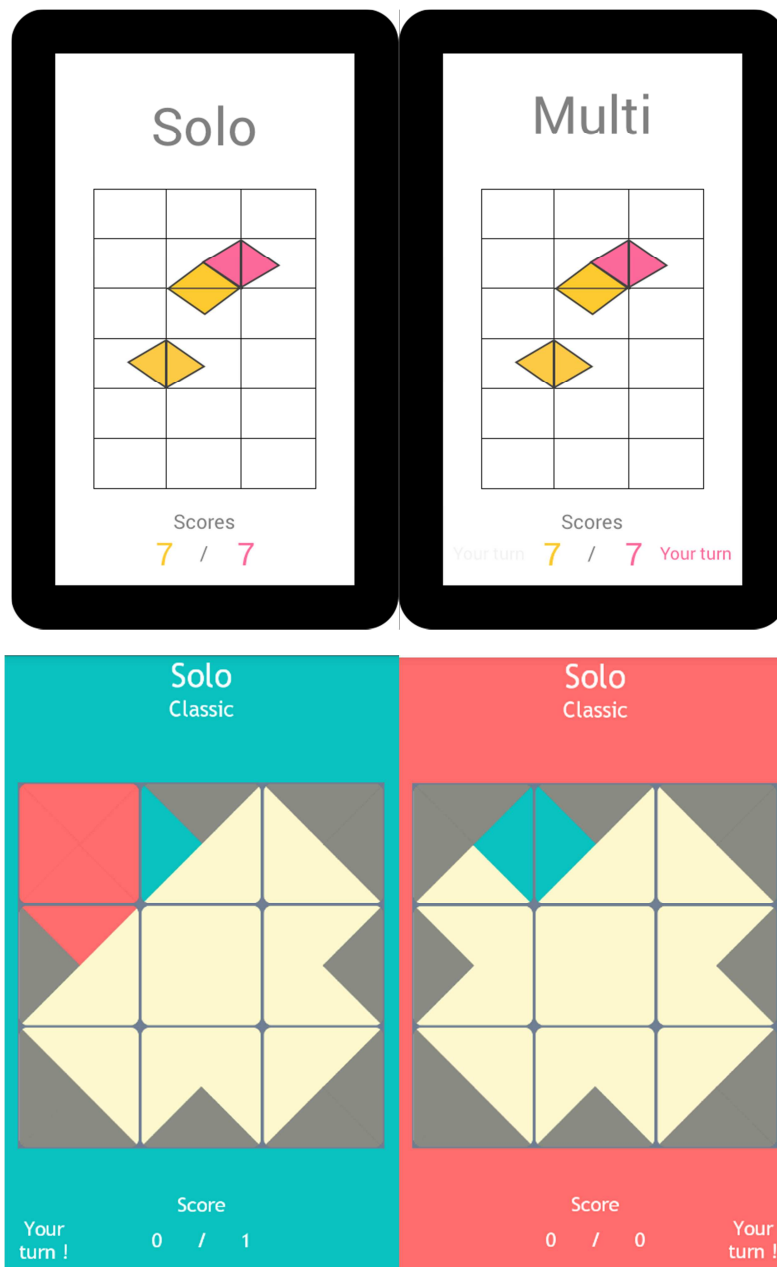 Solo
Scores
7 / 7
Multi
Scores
Your turn 7 / 7 Your turn
Solo
Classic
Score
Your
turn !
0 / 1
Solo
Classic
Score
0 / 0
Your
turn !